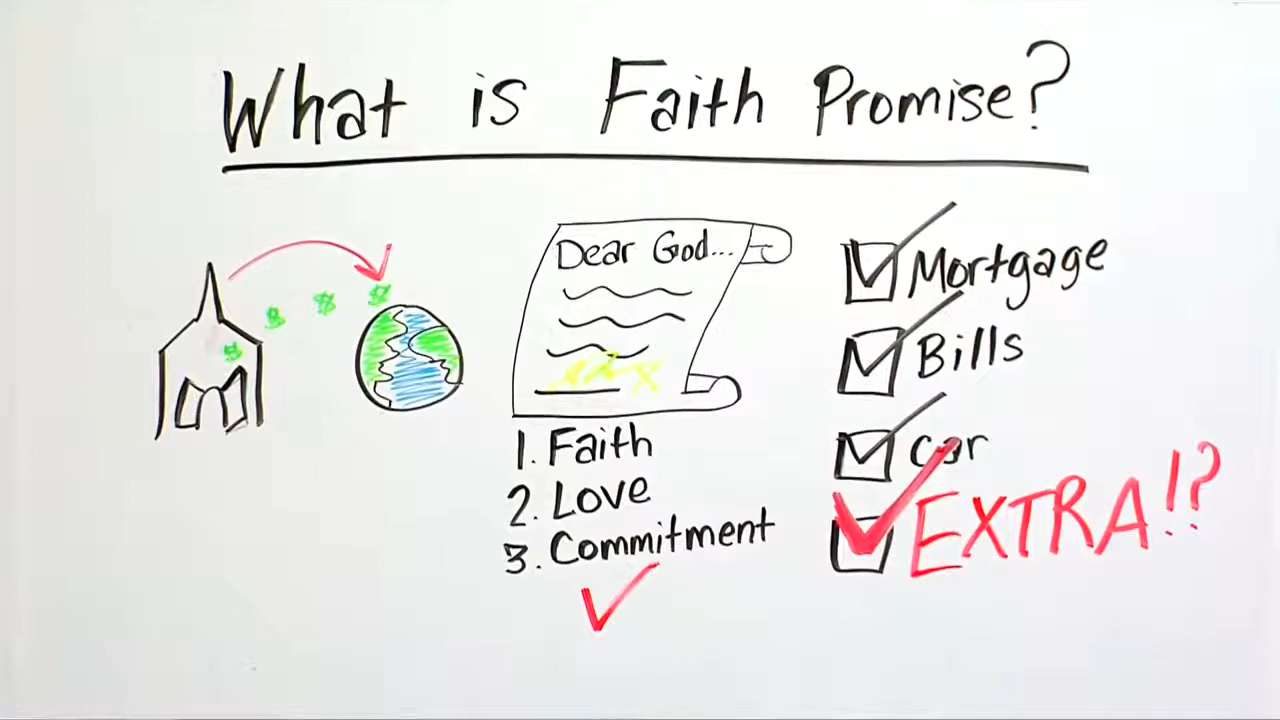 What is Faith Promise?
$ $ $
$
Dear God...
1. Faith
2. Love
3. Commitment
Mortgage
Bills
Car
EXTRA!?